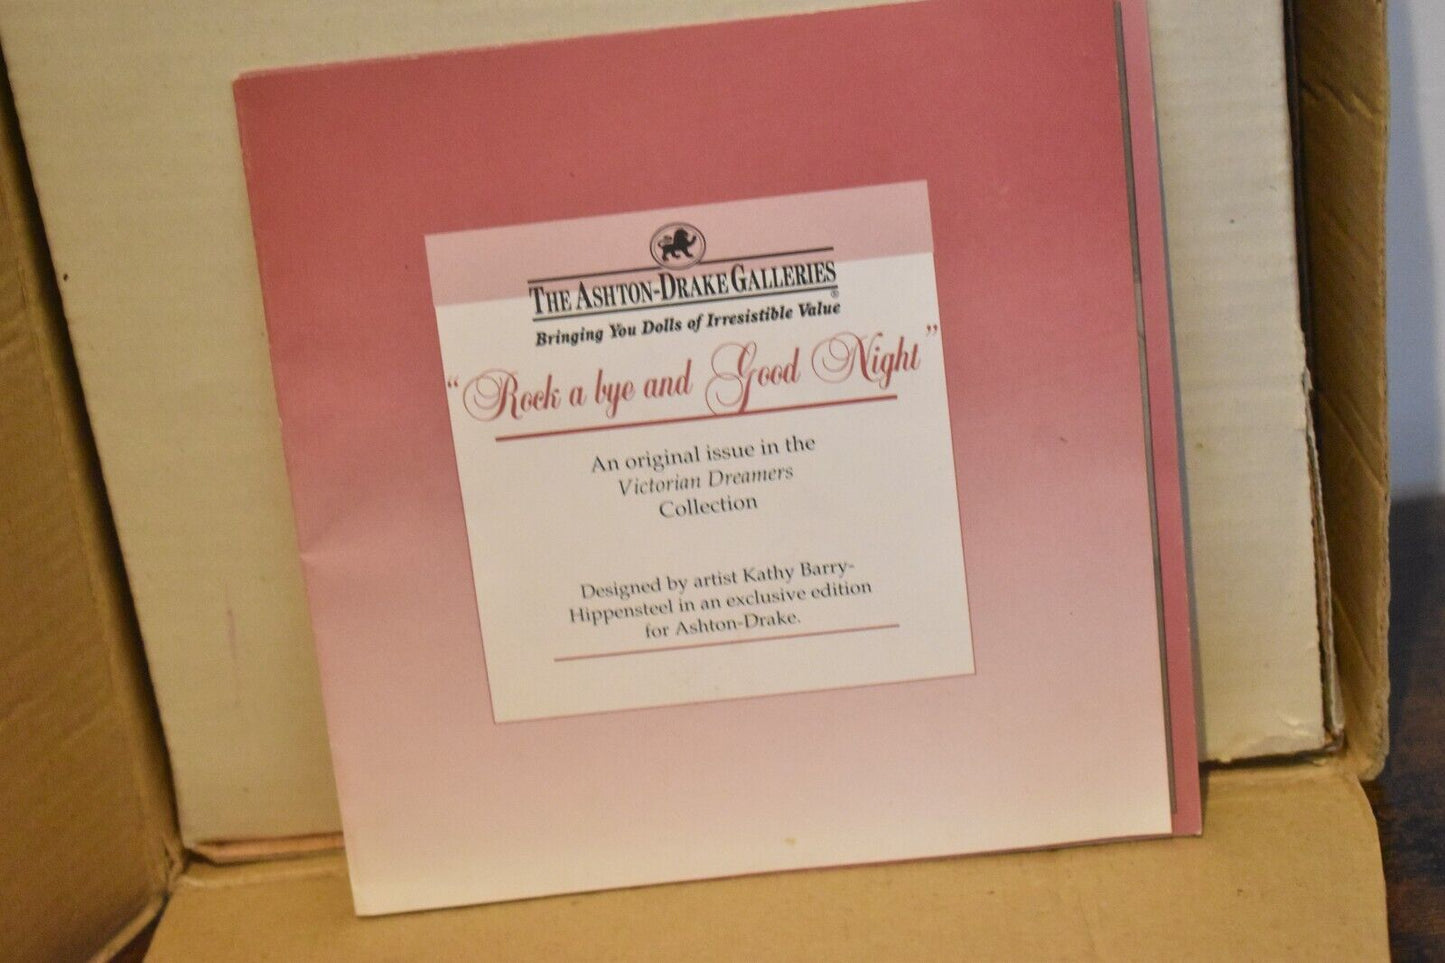 THE ASHTON-DRAKE GALLERIES®
Bringing You Dolls of Irresistible Value
“Rock a bye and Good Night”
An original issue in the
Victorian Dreamers
Collection
Designed by artist Kathy Barry-
Hippensteel in an exclusive edition
for Ashton-Drake.